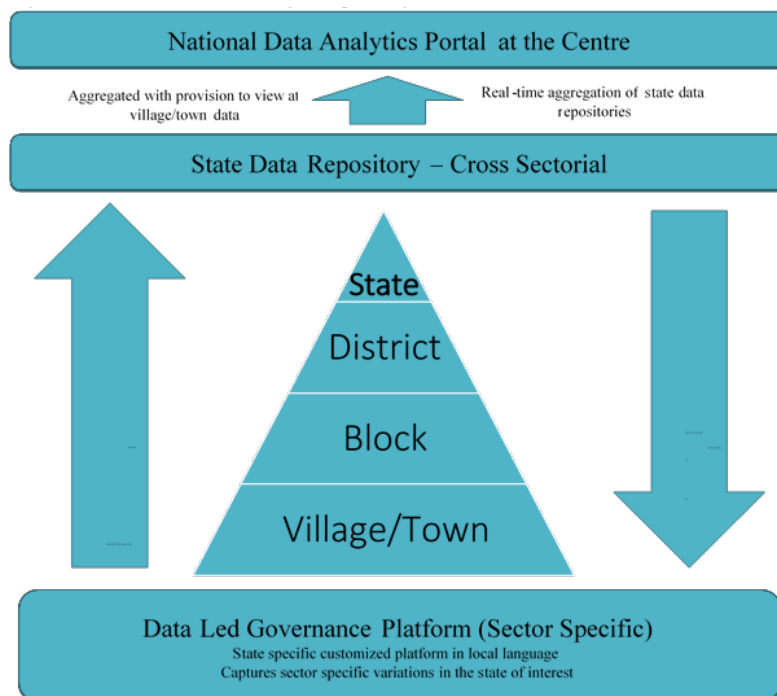 National Data Analytics Portal at the Centre
Aggregated with provision to view at
village/town data
Real-time aggregation of state data
repositories
State Data Repository – Cross Sectorial
State
District
Block
Village/Town
Data Led Governance Platform (Sector Specific)
State specific customized platform in local language
Captures sector specific variations in the state of interest